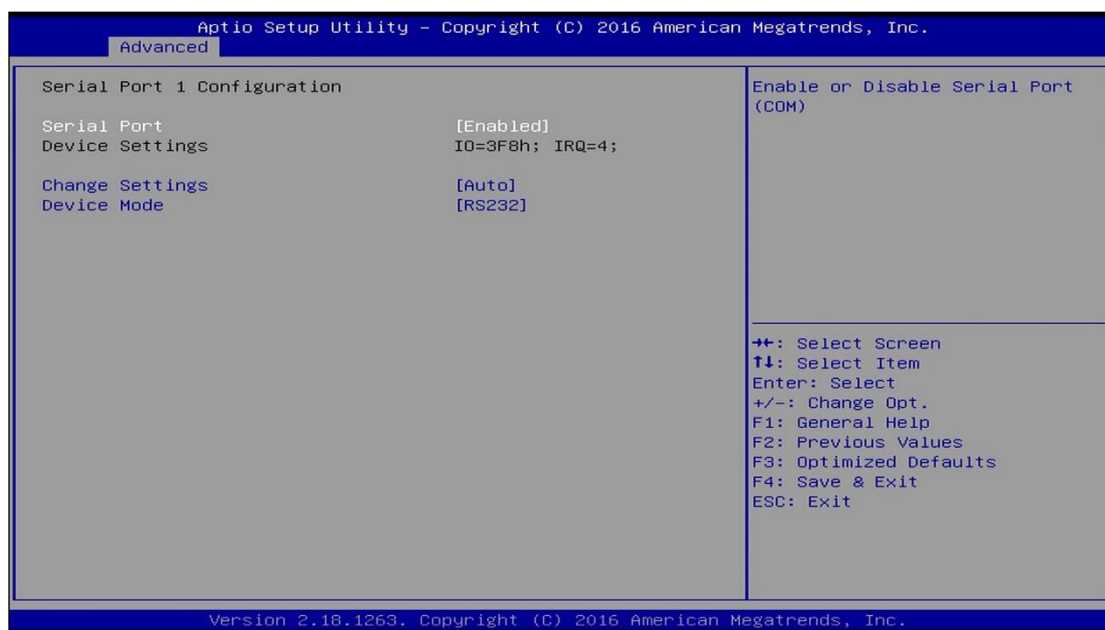 Aptio Setup Utility – Copyright (C) 2016 American Megatrends, Inc.
Advanced
Serial Port 1 Configuration
Serial Port [Enabled]
Device Settings IO=3F8h; IRQ=4;
Change Settings [Auto]
Device Mode [RS232]
Enable or Disable Serial Port
(COM)
→←: Select Screen
↑↓: Select Item
Enter: Select
+/-: Change Opt.
F1: General Help
F2: Previous Values
F3: Optimized Defaults
F4: Save & Exit
ESC: Exit
Version 2.18.1263. Copyright (C) 2016 American Megatrends, Inc.